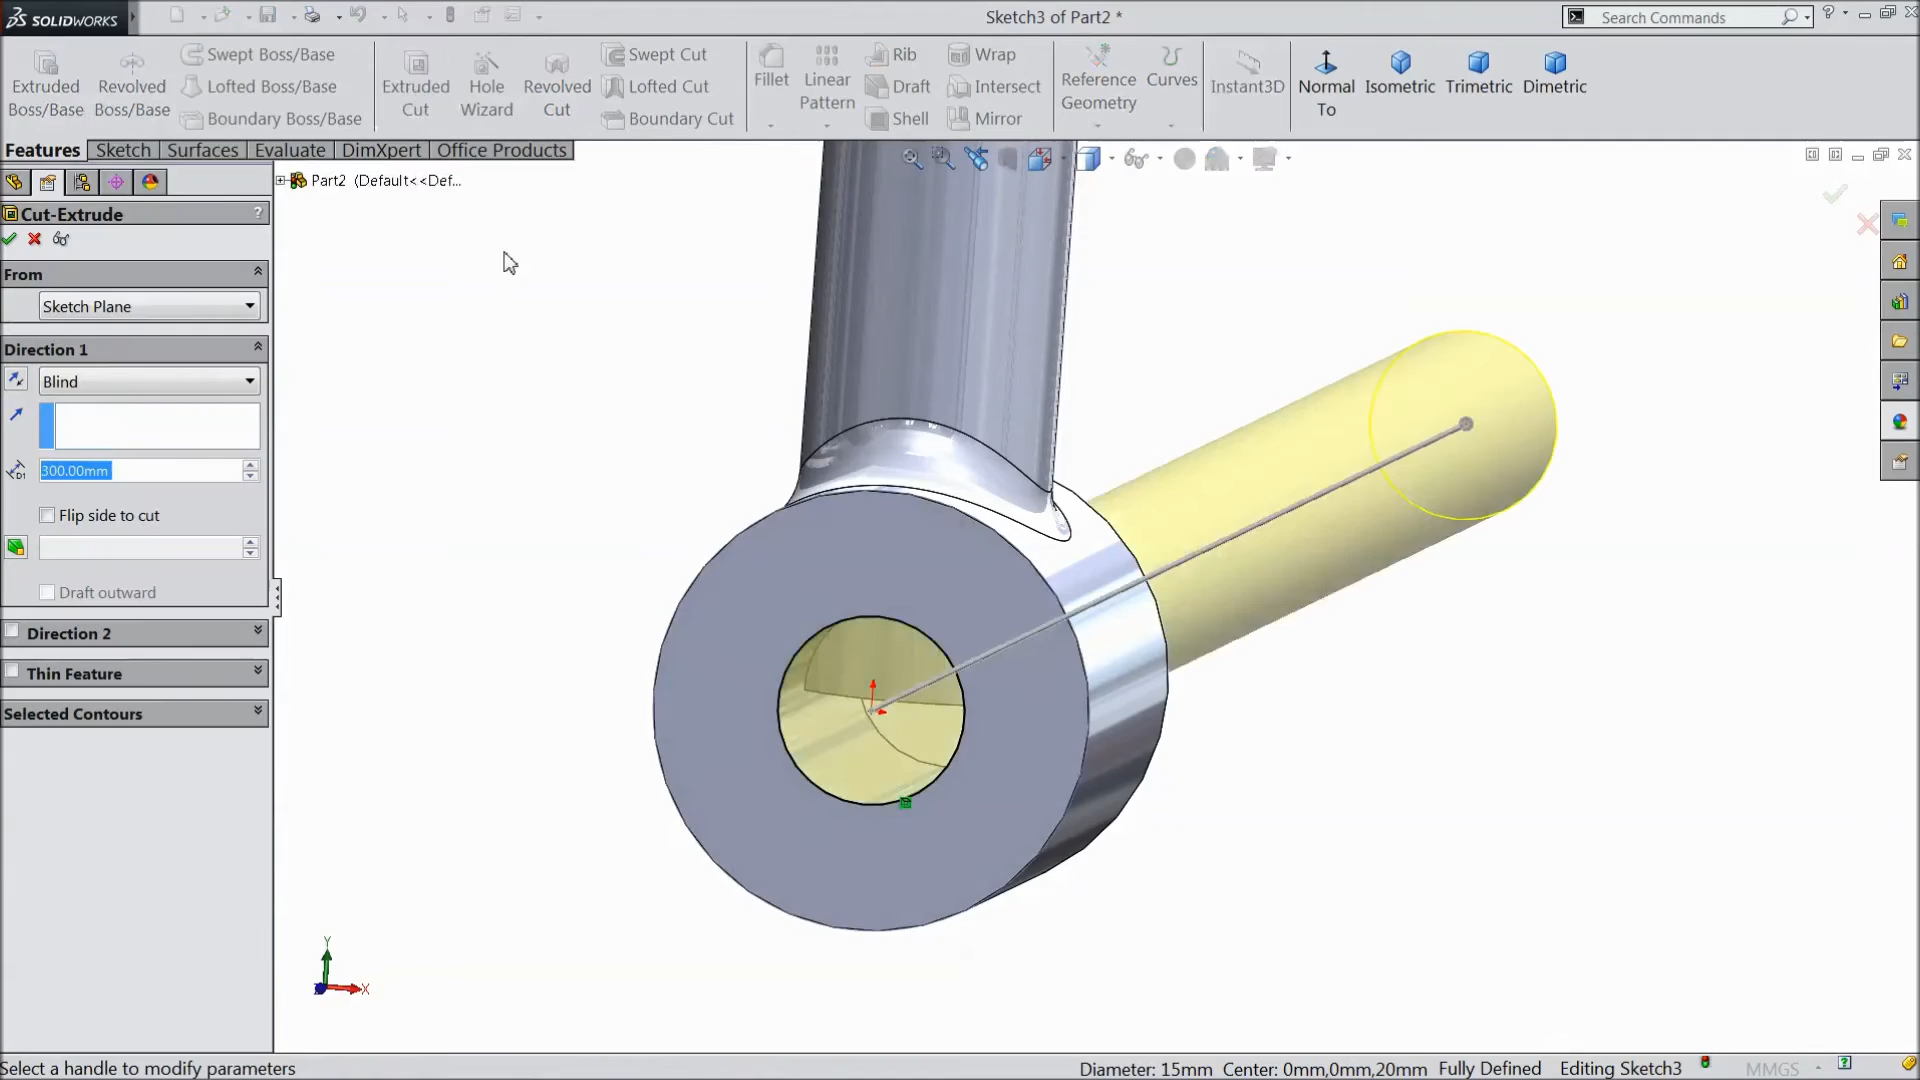 SOLIDWORKS
Sketch3 of Part2 *
Search Commands
Extruded Boss/Base
Revolved Boss/Base
Swept Boss/Base
Lofted Boss/Base
Boundary Boss/Base
Extruded Cut
Hole Wizard
Revolved Cut
Swept Cut
Lofted Cut
Boundary Cut
Fillet
Linear Pattern
Rib
Draft
Shell
Wrap
Intersect
Mirror
Reference Geometry
Curves
Instant3D
Normal To
Isometric
Trimetric
Dimetric
Features
Sketch
Surfaces
Evaluate
DimXpert
Office Products
Part2 (Default<<Def...
Cut-Extrude
?
From
Sketch Plane
Direction 1
Blind
D1
300.00mm
Flip side to cut
Draft outward
Direction 2
Thin Feature
Selected Contours
Y
X
Select a handle to modify parameters
Diameter: 15mm Center: 0mm,0mm,20mm Fully Defined Editing Sketch3 MMGS